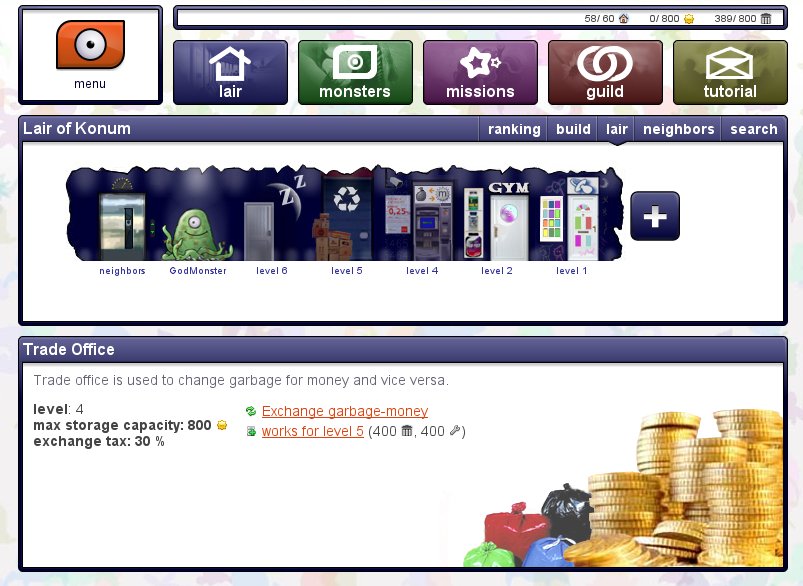 58/ 60 0/ 800 389/ 800
menu
lair monsters missions guild tutorial
Lair of Konum ranking build lair neighbors search
z z
GYM
0,25
m
neighbors GodMonster level 6 level 5 level 4 level 2 level 1
Trade Office
Trade office is used to change garbage for money and vice versa.
level: 4
max storage capacity: 800
exchange tax: 30 %
Exchange garbage-money
works for level 5 (400 , 400 )